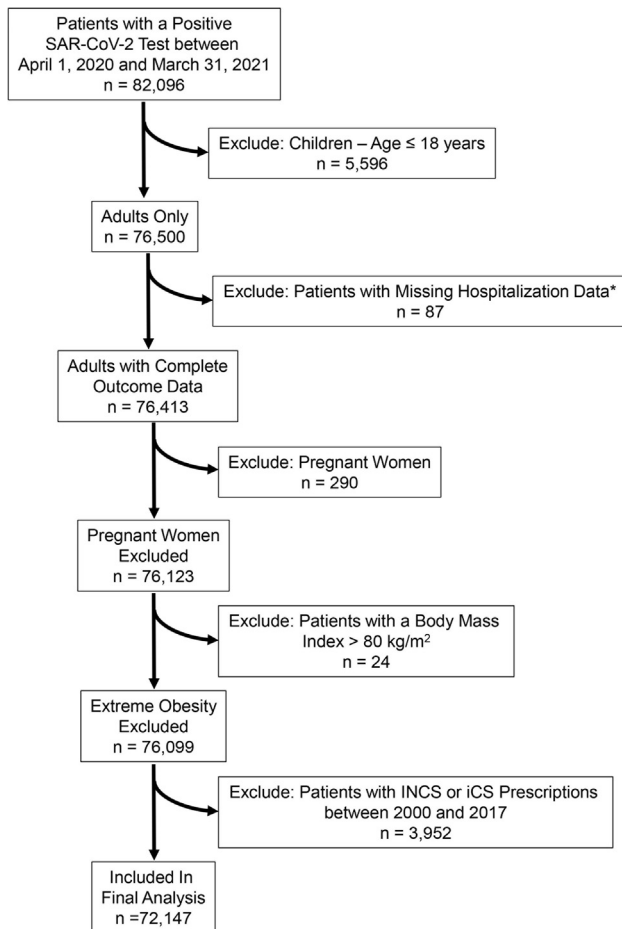 Patients with a Positive
SAR-CoV-2 Test between
April 1, 2020 and March 31, 2021
n = 82,096
Exclude: Children – Age ≤ 18 years
n = 5,596
Adults Only
n = 76,500
Exclude: Patients with Missing Hospitalization Data*
n = 87
Adults with Complete
Outcome Data
n = 76,413
Exclude: Pregnant Women
n = 290
Pregnant Women
Excluded
n = 76,123
Exclude: Patients with a Body Mass
Index > 80 kg/m²
n = 24
Extreme Obesity
Excluded
n = 76,099
Exclude: Patients with INCS or iCS Prescriptions
between 2000 and 2017
n = 3,952
Included In
Final Analysis
n =72,147